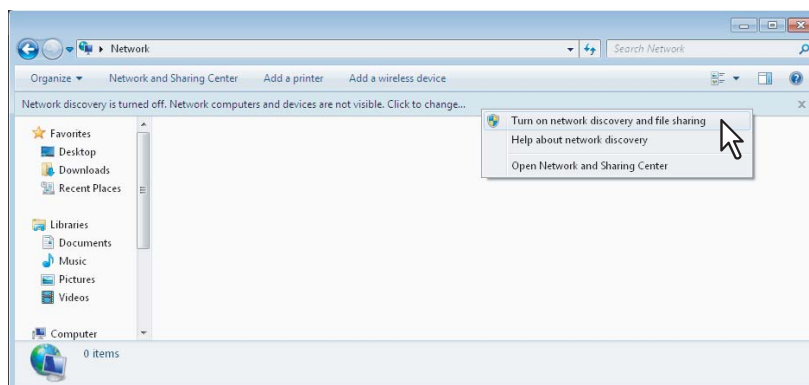 Network
Search Network
Organize
Network and Sharing Center
Add a printer
Add a wireless device
Network discovery is turned off. Network computers and devices are not visible. Click to change...
Turn on network discovery and file sharing
Help about network discovery
Open Network and Sharing Center
Favorites
Desktop
Downloads
Recent Places
Libraries
Documents
Music
Pictures
Videos
Computer
0 items